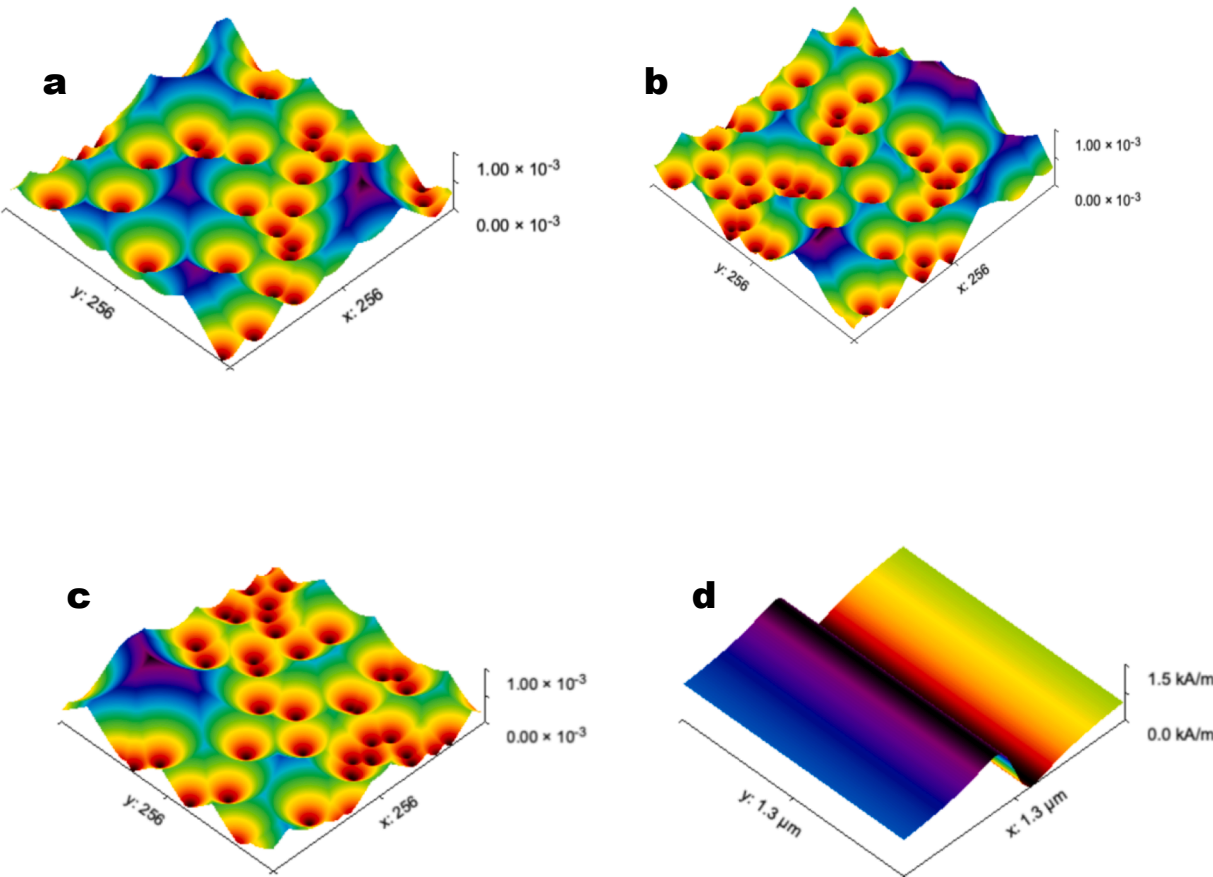 a
1.00 × 10⁻³
0.00 × 10⁻³
y: 256
x: 256
b
1.00 × 10⁻³
0.00 × 10⁻³
y: 256
x: 256
c
1.00 × 10⁻³
0.00 × 10⁻³
y: 256
x: 256
d
1.5 kA/m
0.0 kA/m
y: 1.3 µm
x: 1.3 µm